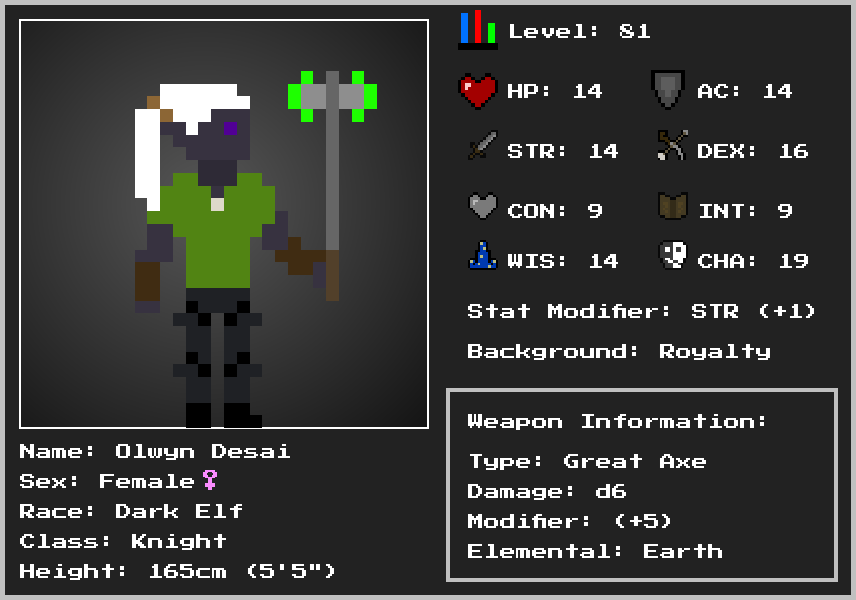 Level: 81
HP: 14
AC: 14
STR: 14
DEX: 16
CON: 9
INT: 9
WIS: 14
CHA: 19
Stat Modifier: STR (+1)
Background: Royalty
Weapon Information:
Type: Great Axe
Damage: d6
Modifier: (+5)
Elemental: Earth
Name: Olwyn Desai
Sex: Female♀
Race: Dark Elf
Class: Knight
Height: 165cm (5'5")